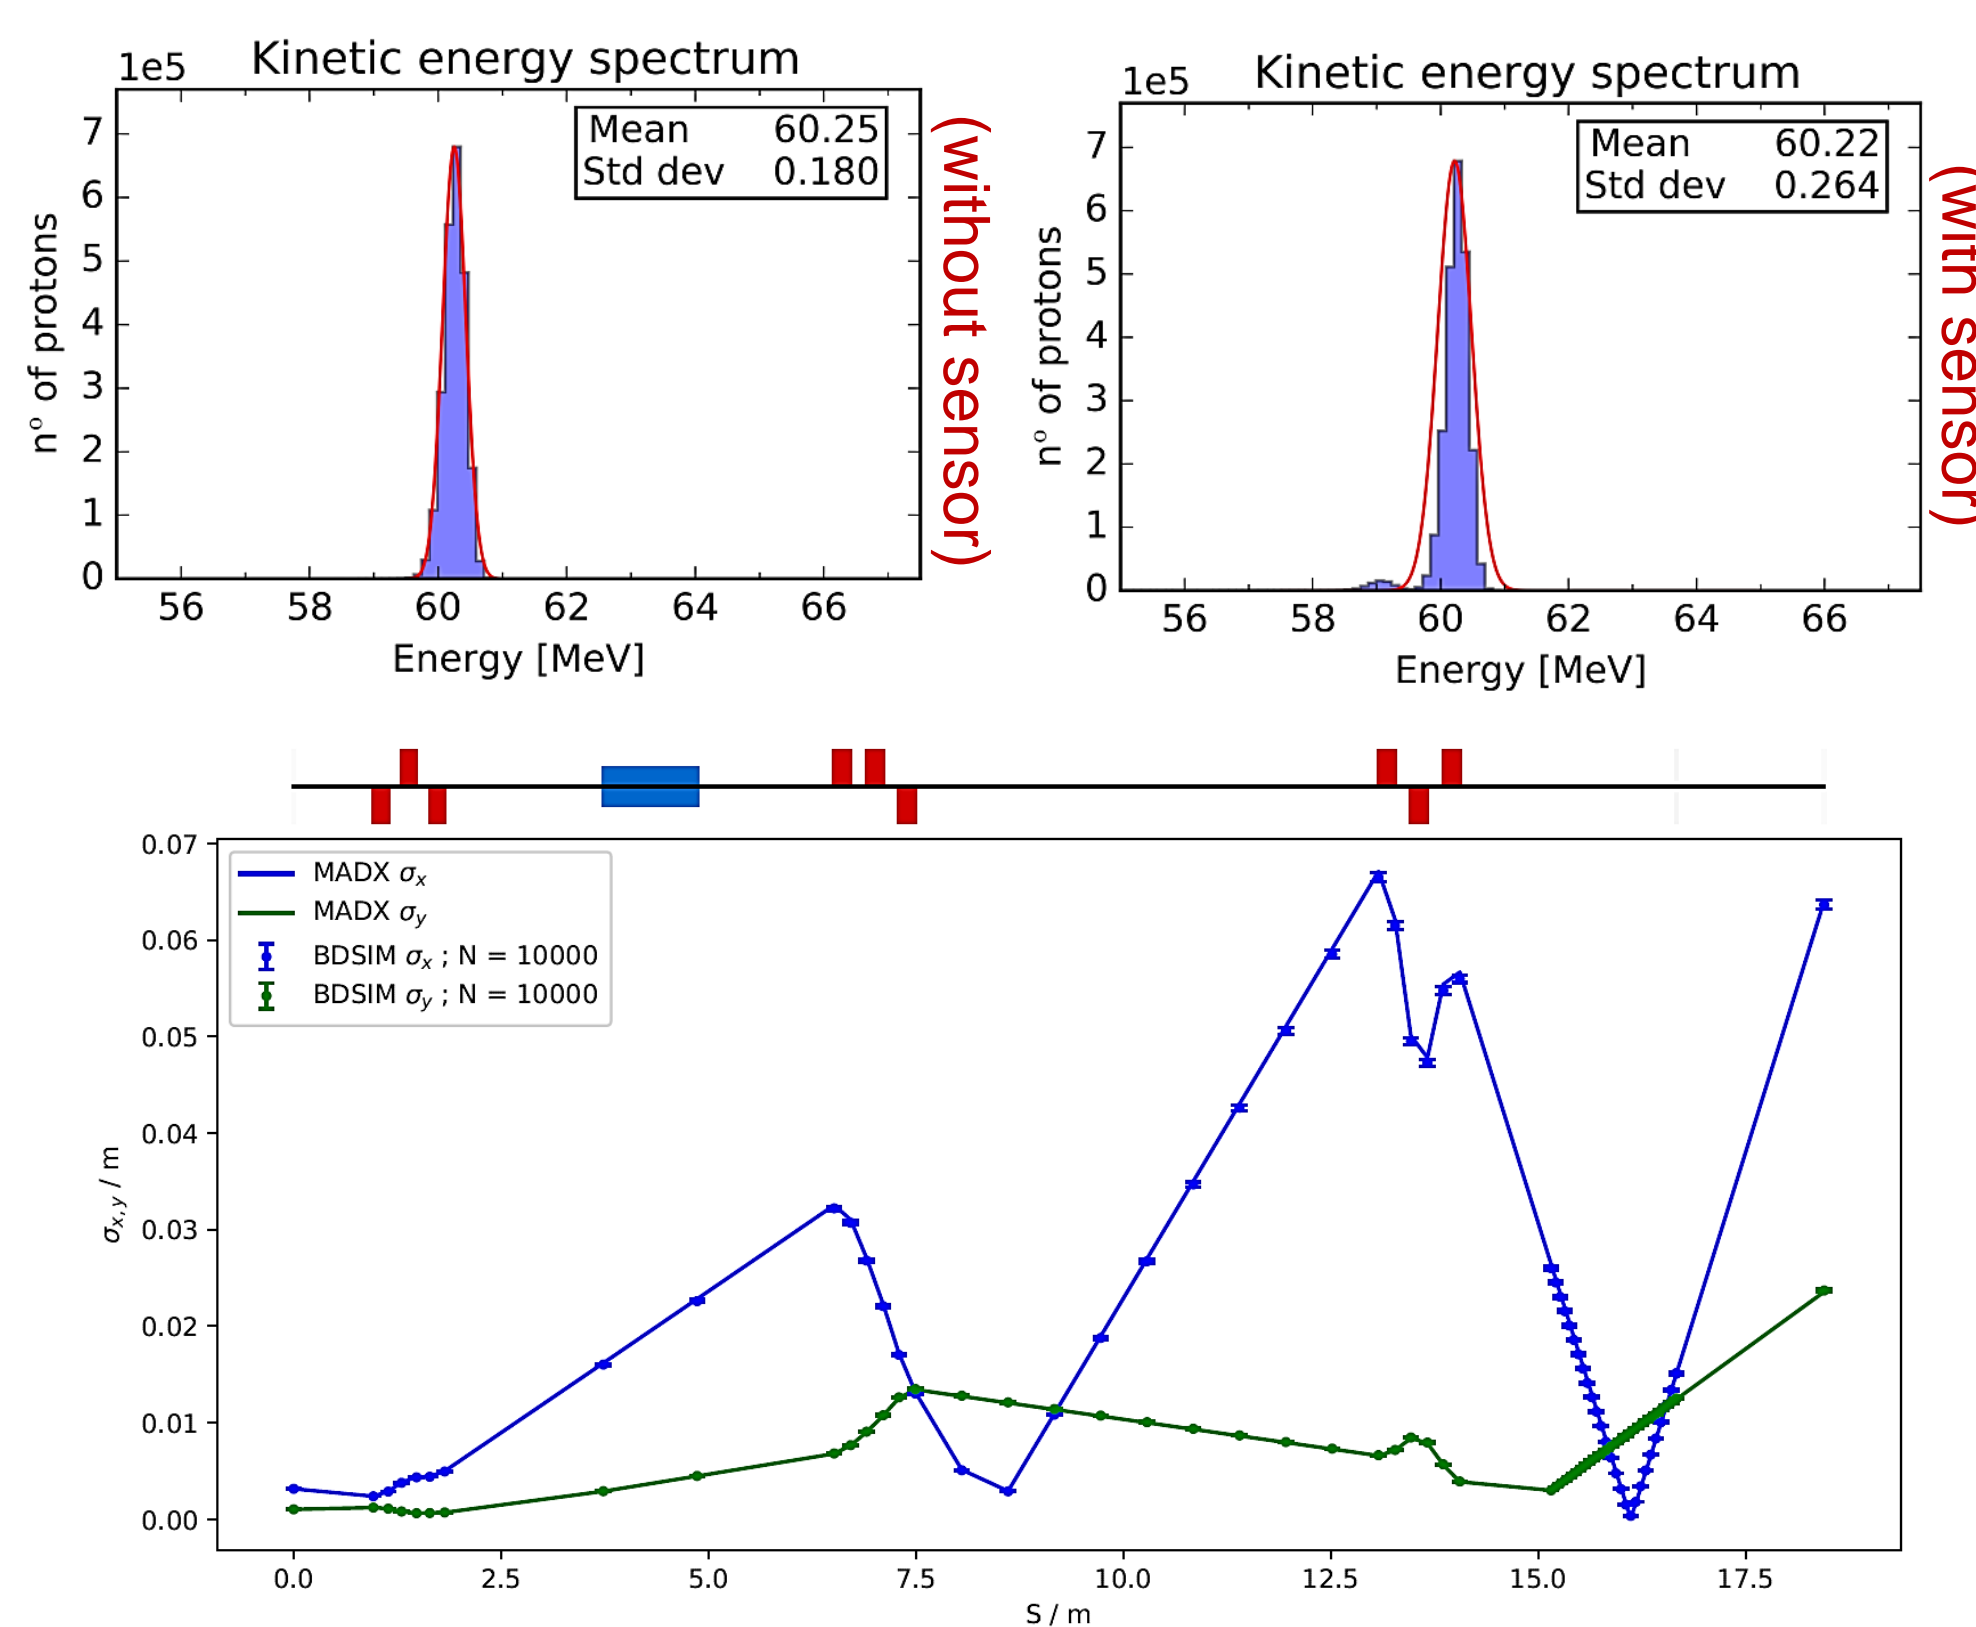 Kinetic energy spectrum
1e5
Mean 60.25
Std dev 0.180
7
6
5
4
3
2
1
0
nº of protons
56 58 60 62 64 66
Energy [MeV]
(without sensor)
Kinetic energy spectrum
1e5
Mean 60.22
Std dev 0.264
7
6
5
4
3
2
1
0
nº of protons
56 58 60 62 64 66
Energy [MeV]
(with sensor)
MADX σx
MADX σy
BDSIM σx ; N = 10000
BDSIM σy ; N = 10000
0.07
0.06
0.05
0.04
0.03
0.02
0.01
0.00
σx,y / m
0.0 2.5 5.0 7.5 10.0 12.5 15.0 17.5
S / m